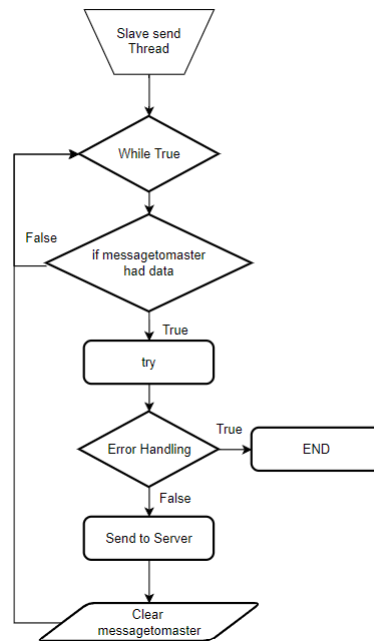 Slave send
Thread
While True
False
if messagetomaster
had data
True
try
Error Handling
True
END
False
Send to Server
Clear
messagetomaster